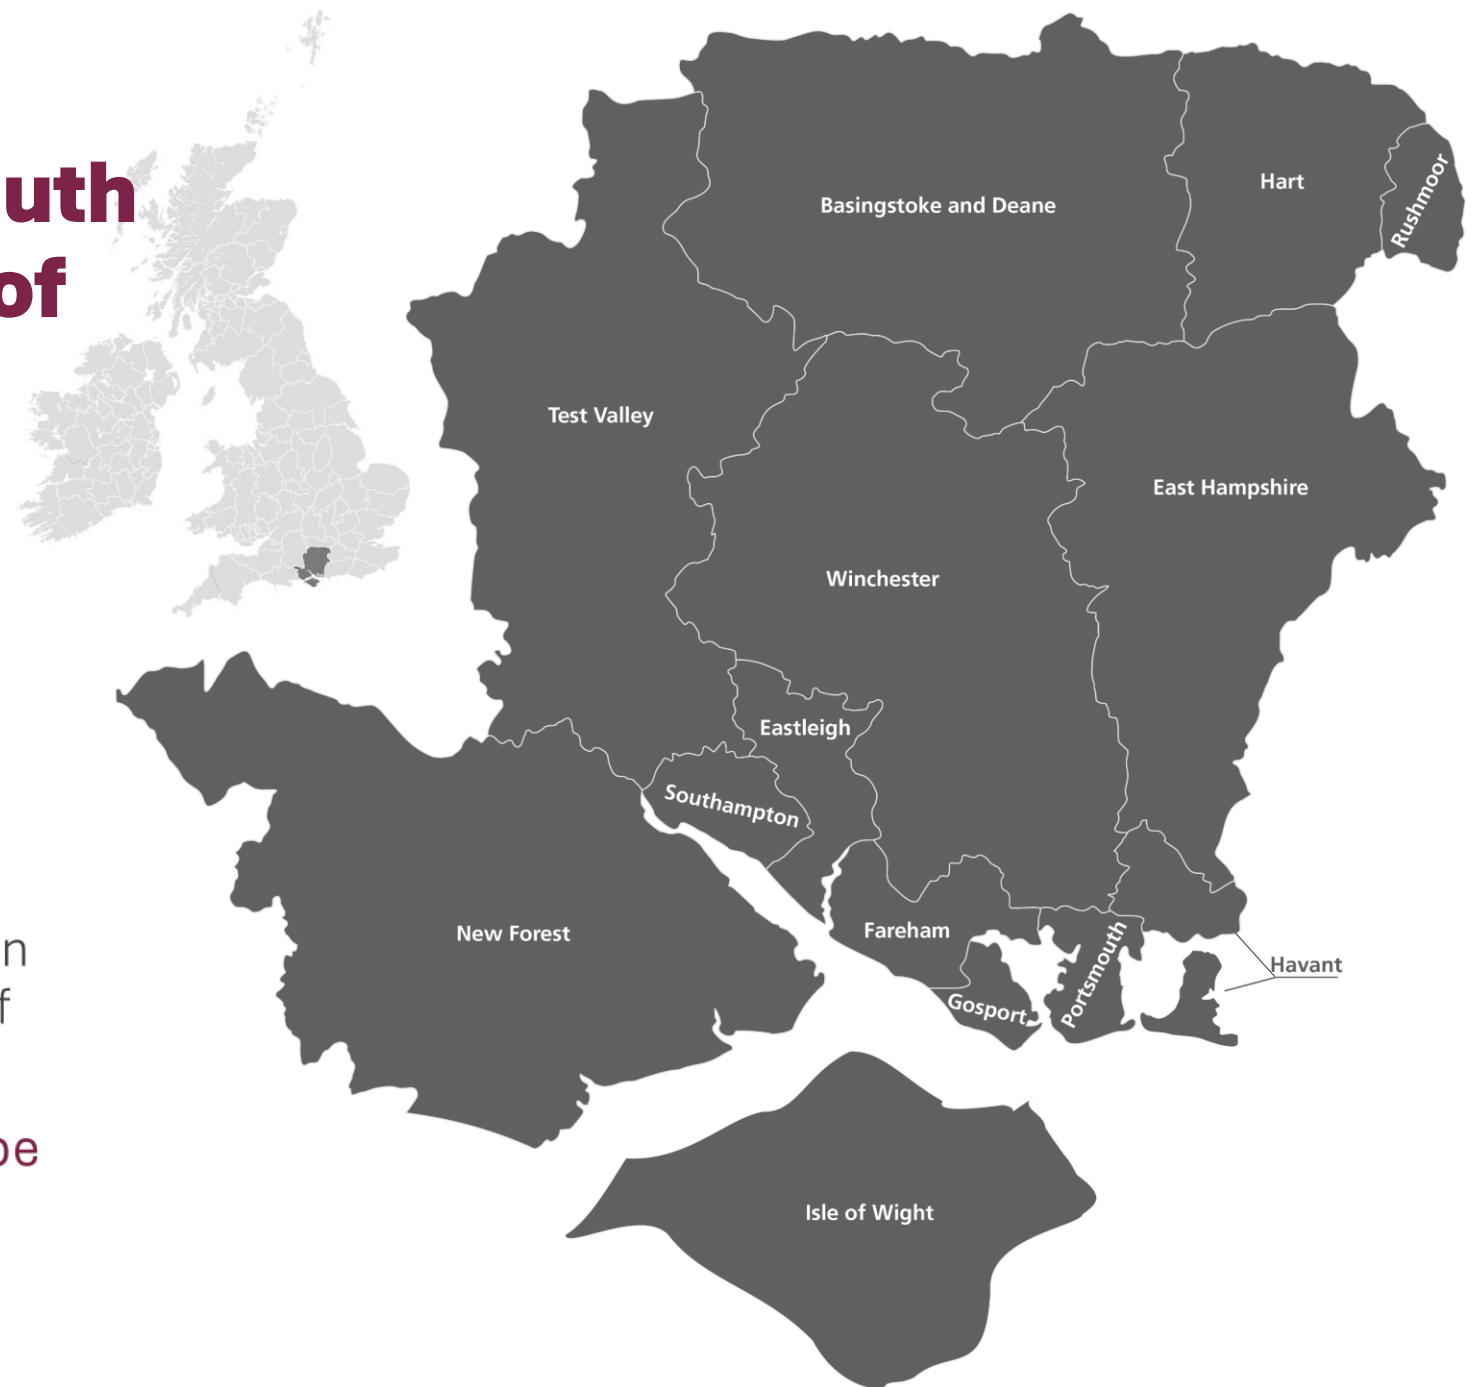 uth
of
n
f
be
Basingstoke and Deane
Hart
Rushmoor
Test Valley
East Hampshire
Winchester
Eastleigh
Southampton
New Forest
Fareham
Portsmouth
Havant
Gosport
Isle of Wight